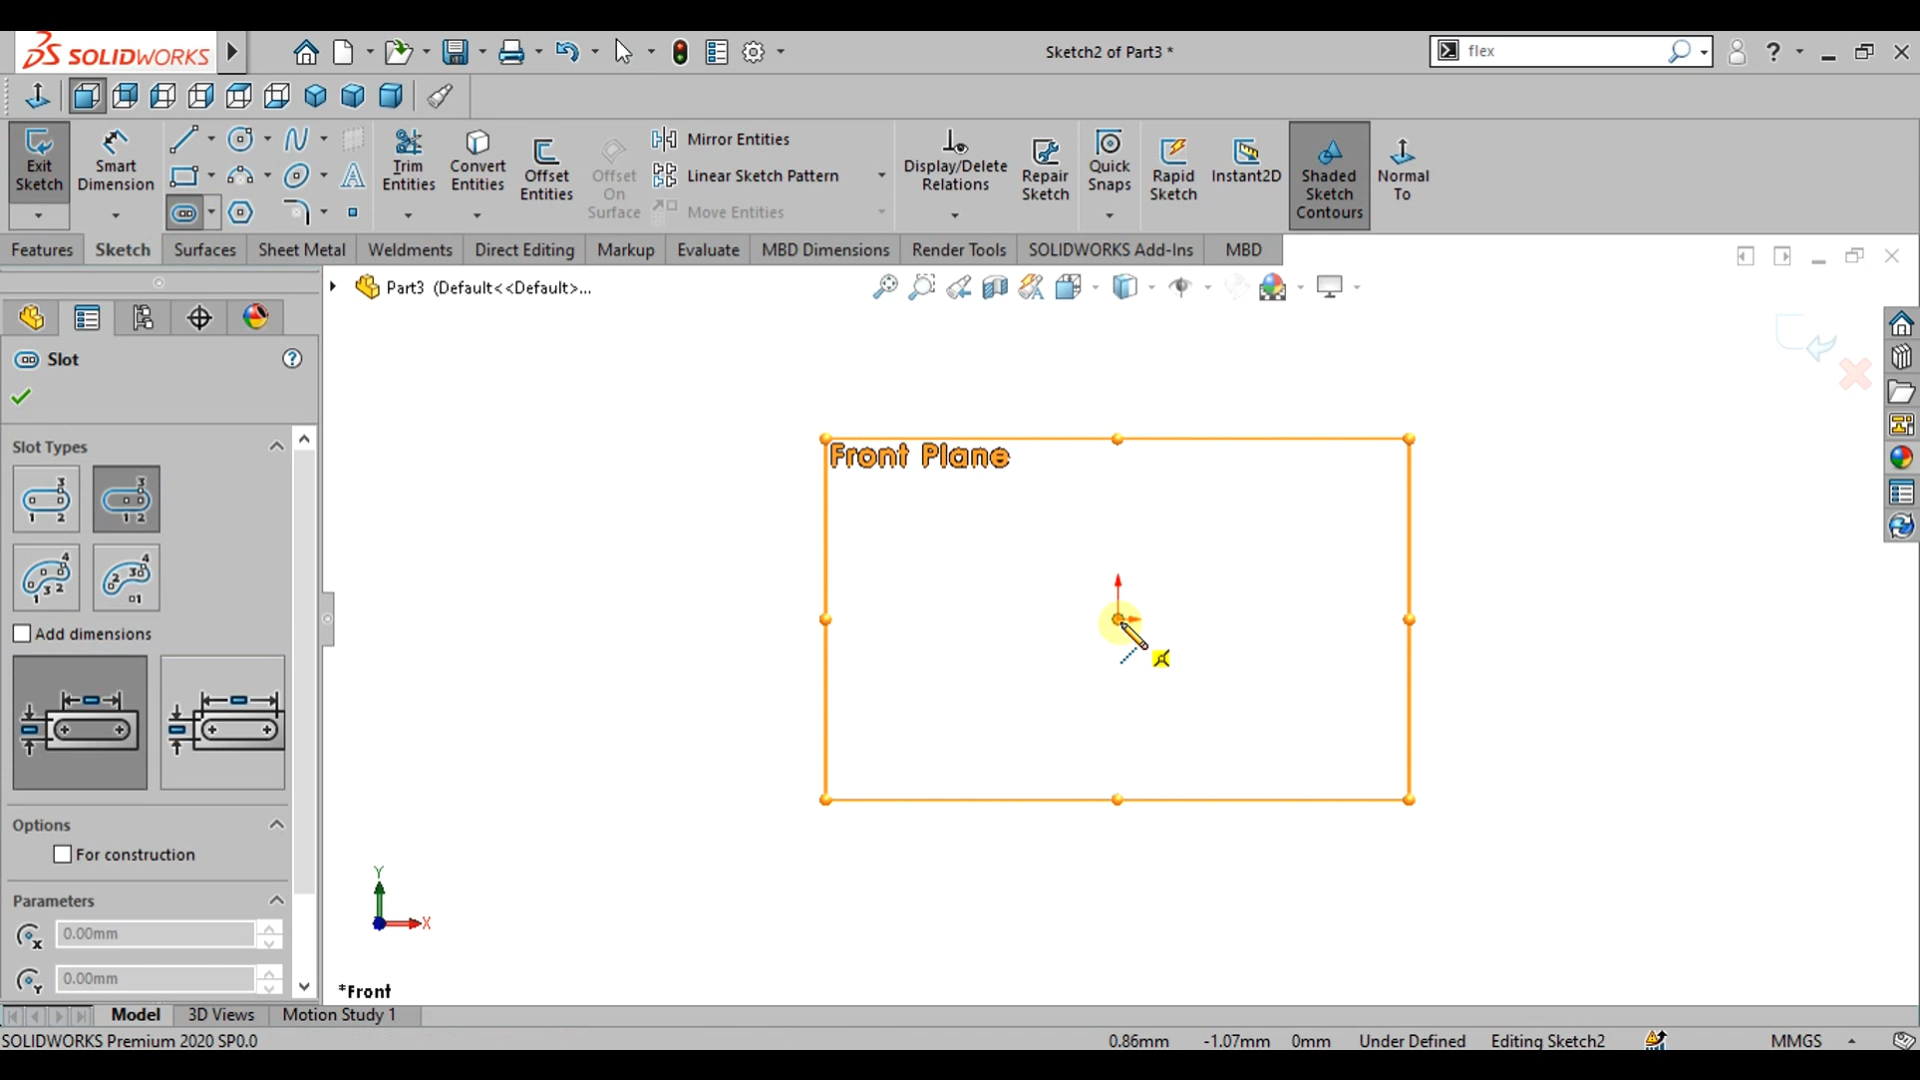 SOLIDWORKS
Sketch2 of Part3 *
flex
Exit Sketch
Smart Dimension
Trim Entities
Convert Entities
Offset Entities
Offset On Surface
Mirror Entities
Linear Sketch Pattern
Move Entities
Display/Delete Relations
Repair Sketch
Quick Snaps
Rapid Sketch
Instant2D
Shaded Sketch Contours
Normal To
Features
Sketch
Surfaces
Sheet Metal
Weldments
Direct Editing
Markup
Evaluate
MBD Dimensions
Render Tools
SOLIDWORKS Add-Ins
MBD
Part3 (Default<<Default>...
Slot
Slot Types
Add dimensions
Options
For construction
Parameters
0.00mm
0.00mm
Front Plane
Y
X
*Front
Model
3D Views
Motion Study 1
SOLIDWORKS Premium 2020 SP0.0
0.86mm
-1.07mm
0mm
Under Defined
Editing Sketch2
MMGS